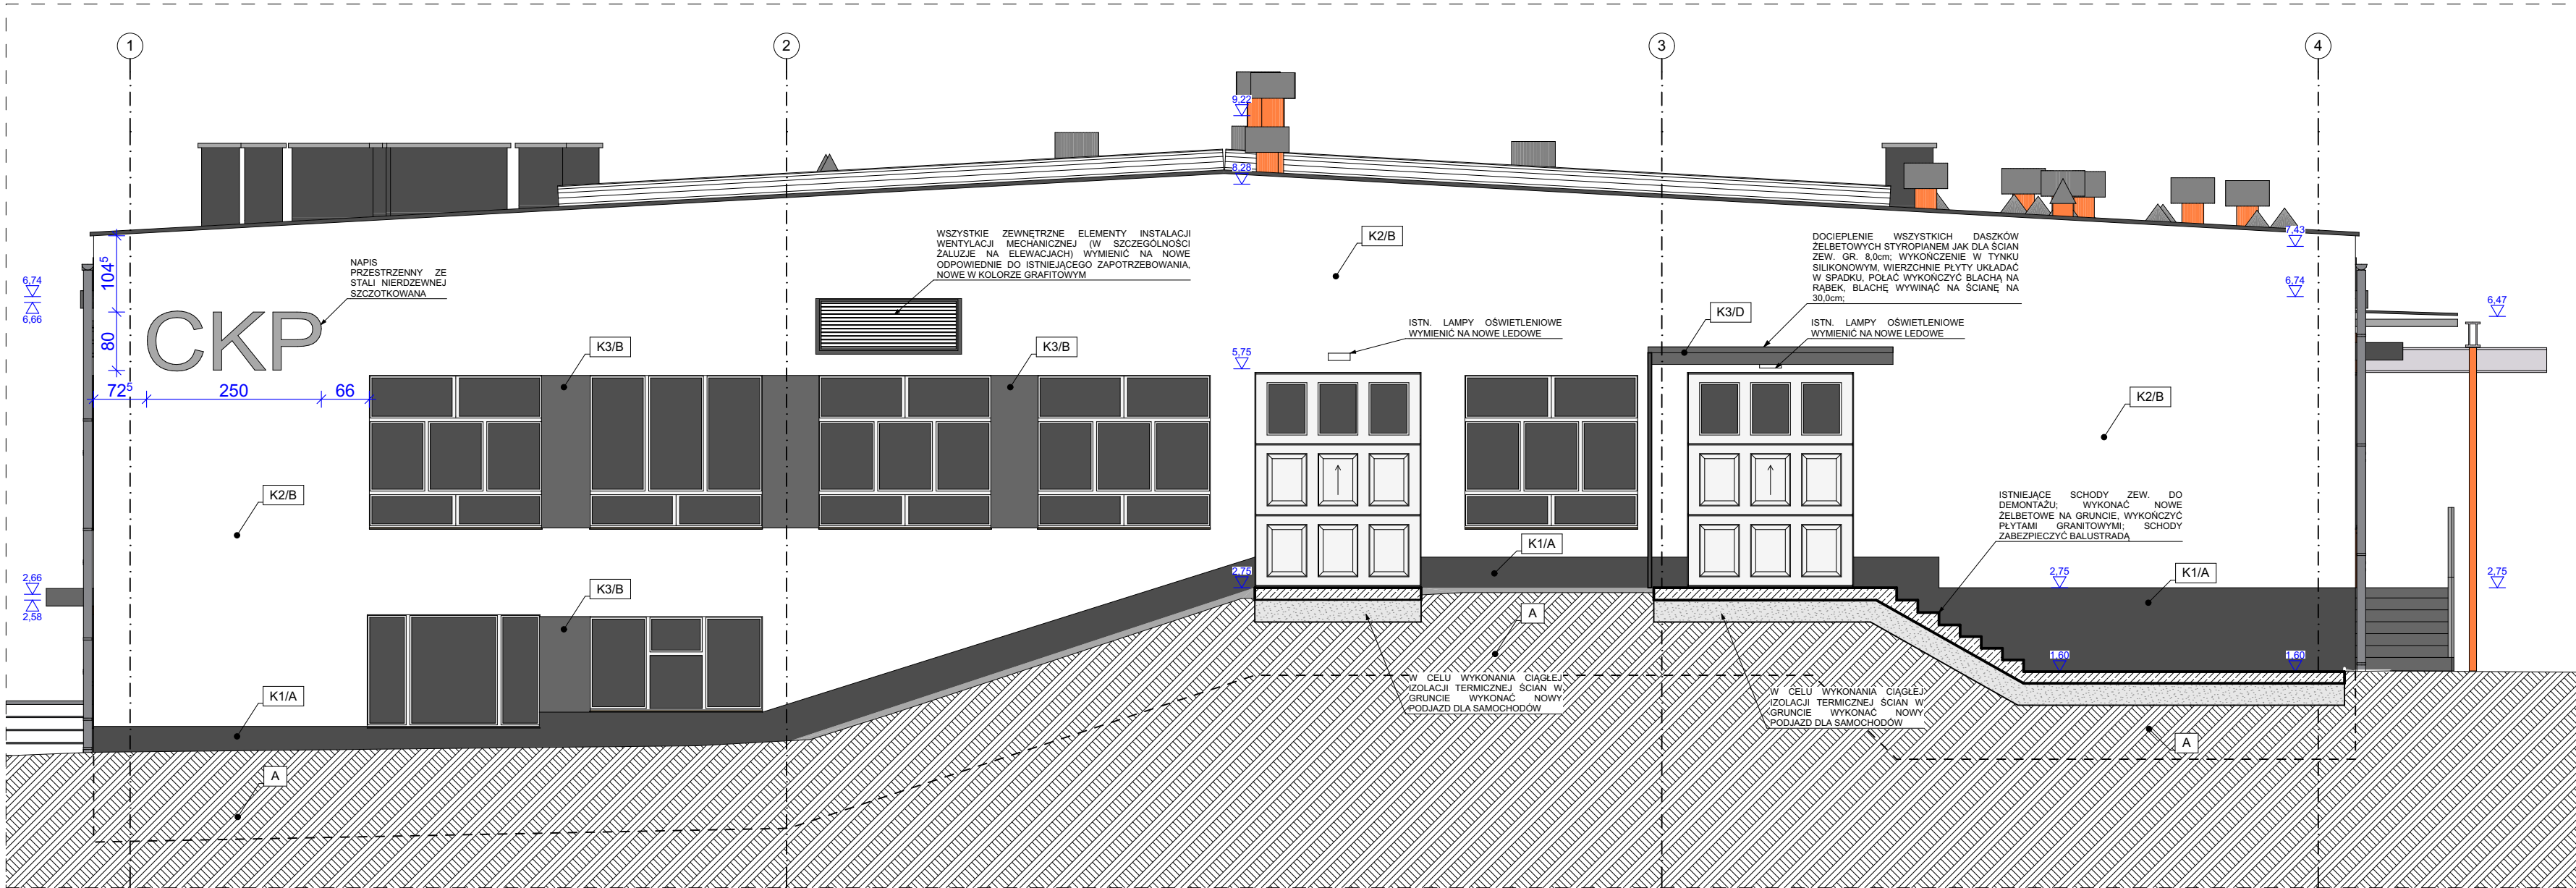 1
2
3
4
9,22
8,28
7,43
WSZYSTKIE ZEWNĘTRZNE ELEMENTY INSTALACJI
WENTYLACJI MECHANICZNEJ (W SZCZEGÓLNOŚCI
ŻALUZJE NA ELEWACJACH) WYMIENIĆ NA NOWE
ODPOWIEDNIE DO ISTNIEJĄCEGO ZAPOTRZEBOWANIA,
NOWE W KOLORZE GRAFITOWYM
K2/B
DOCIEPLENIE WSZYSTKICH DASZKÓW
ŻELBETOWYCH STYROPIANEM JAK DLA ŚCIAN
ZEW. GR. 8,0cm; WYKOŃCZENIE W TYNKU
SILIKONOWYM, WIERZCHNIE PŁYTY UKŁADAĆ
W SPADKU, POŁAĆ WYKOŃCZYĆ BLACHĄ NA
RĄBEK, BLACHĘ WYWINĄĆ NA ŚCIANĘ NA
30,0cm;
NAPIS
PRZESTRZENNY ZE
STALI NIERDZEWNEJ
SZCZOTKOWANA
104⁵
6,74
6,66
6,74
6,47
CKP
80
K3/D
ISTN. LAMPY OŚWIETLENIOWE
WYMIENIĆ NA NOWE LEDOWE
ISTN. LAMPY OŚWIETLENIOWE
WYMIENIĆ NA NOWE LEDOWE
K3/B
K3/B
5,75
72⁵
250
66
K2/B
K2/B
ISTNIEJĄCE SCHODY ZEW. DO
DEMONTAŻU; WYKONAĆ NOWE
ŻELBETOWE NA GRUNCIE, WYKOŃCZYĆ
PŁYTAMI GRANITOWYMI; SCHODY
ZABEZPIECZYĆ BALUSTRADĄ
K1/A
2,66
2,58
K3/B
2,75
2,75
K1/A
2,75
A
1,60
1,60
W CELU WYKONANIA CIĄGŁEJ
IZOLACJI TERMICZNEJ ŚCIAN W
GRUNCIE WYKONAĆ NOWY
PODJAZD DLA SAMOCHODÓW
W CELU WYKONANIA CIĄGŁEJ
IZOLACJI TERMICZNEJ ŚCIAN W
GRUNCIE WYKONAĆ NOWY
PODJAZD DLA SAMOCHODÓW
K1/A
A
A